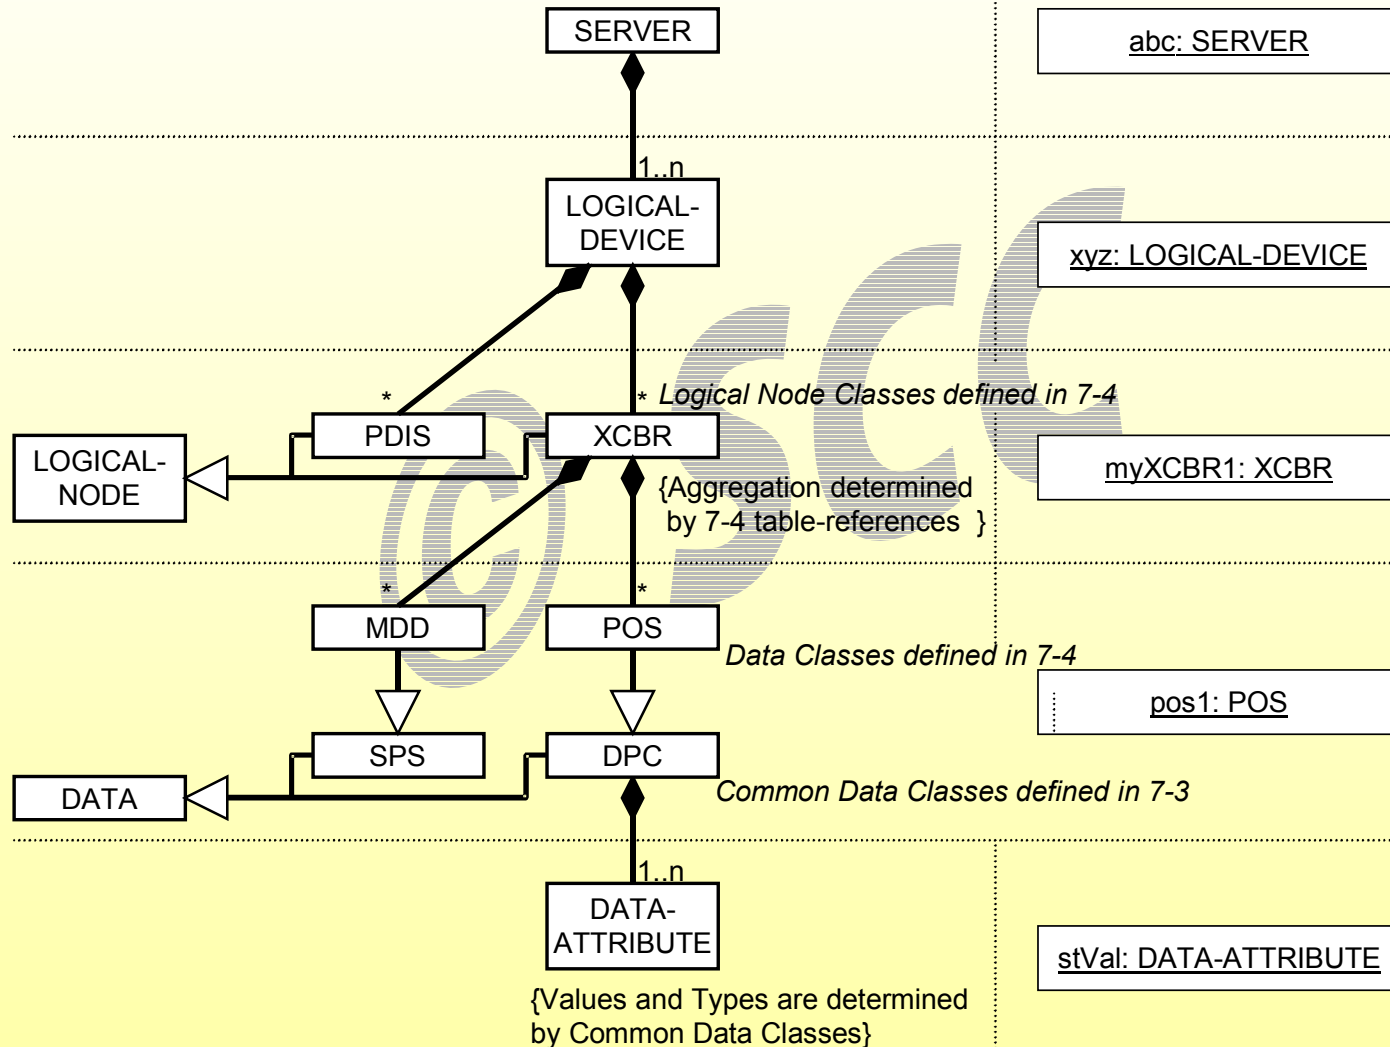 SERVER
abc: SERVER
1..n
LOGICAL-
DEVICE
xyz: LOGICAL-DEVICE
*
*
Logical Node Classes defined in 7-4
PDIS
XCBR
LOGICAL-
NODE
myXCBR1: XCBR
{Aggregation determined
by 7-4 table-references }
*
*
MDD
POS
Data Classes defined in 7-4
pos1: POS
SPS
DPC
DATA
Common Data Classes defined in 7-3
1..n
DATA-
ATTRIBUTE
stVal: DATA-ATTRIBUTE
{Values and Types are determined
by Common Data Classes}
© SCC